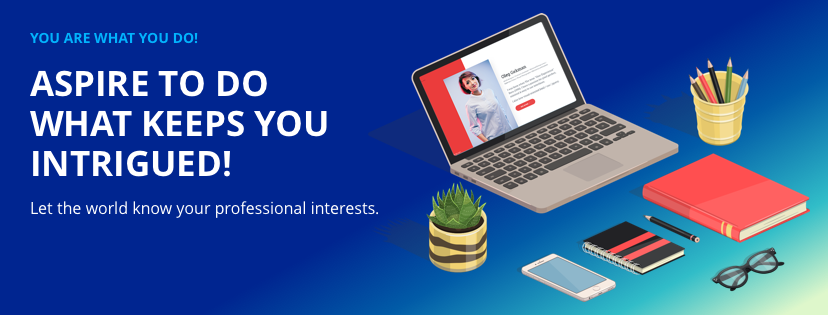 YOU ARE WHAT YOU DO!
ASPIRE TO DO
WHAT KEEPS YOU
INTRIGUED!
Let the world know your professional interests.